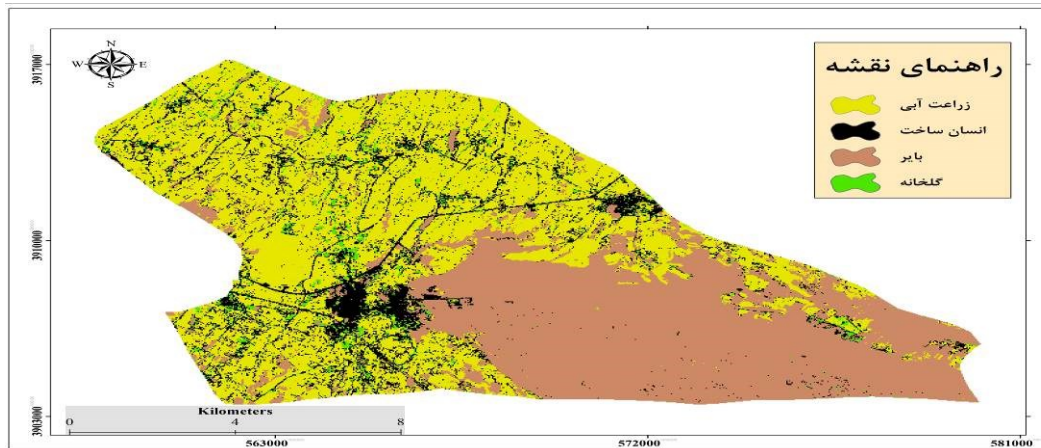 N
W E
S
راهنمای نقشه
زراعت آبی
انسان ساخت
بایر
گلخانه
3917000
3910000
3903000
Kilometers
0 4 8
563000 572000 581000